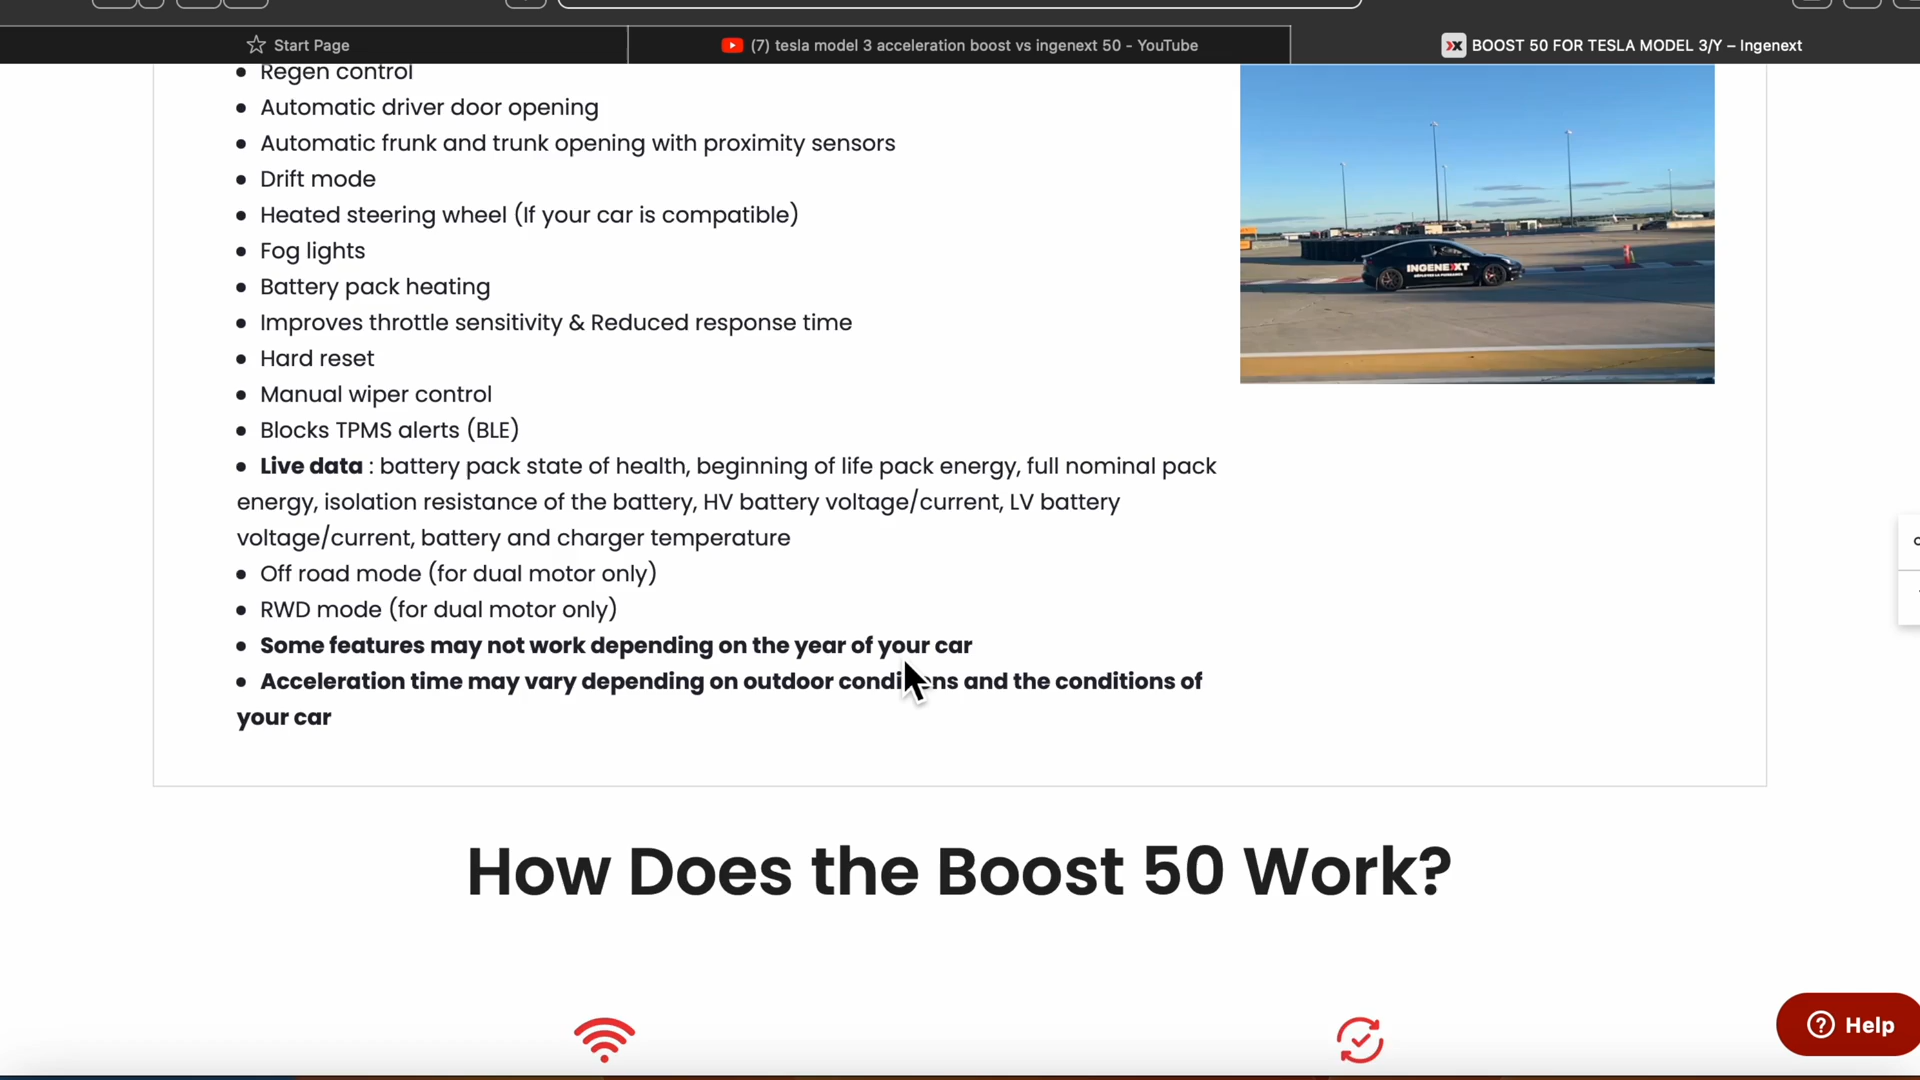 Start Page
(7) tesla model 3 acceleration boost vs ingenext 50 - YouTube
BOOST 50 FOR TESLA MODEL 3/Y – Ingenext
Regen control
Automatic driver door opening
Automatic frunk and trunk opening with proximity sensors
Drift mode
Heated steering wheel (If your car is compatible)
Fog lights
Battery pack heating
Improves throttle sensitivity & Reduced response time
Hard reset
Manual wiper control
Blocks TPMS alerts (BLE)
Live data : battery pack state of health, beginning of life pack energy, full nominal pack
energy, isolation resistance of the battery, HV battery voltage/current, LV battery
voltage/current, battery and charger temperature
Off road mode (for dual motor only)
RWD mode (for dual motor only)
Some features may not work depending on the year of your car
Acceleration time may vary depending on outdoor conditions and the conditions of
your car
INGENEXT
How Does the Boost 50 Work?
Help